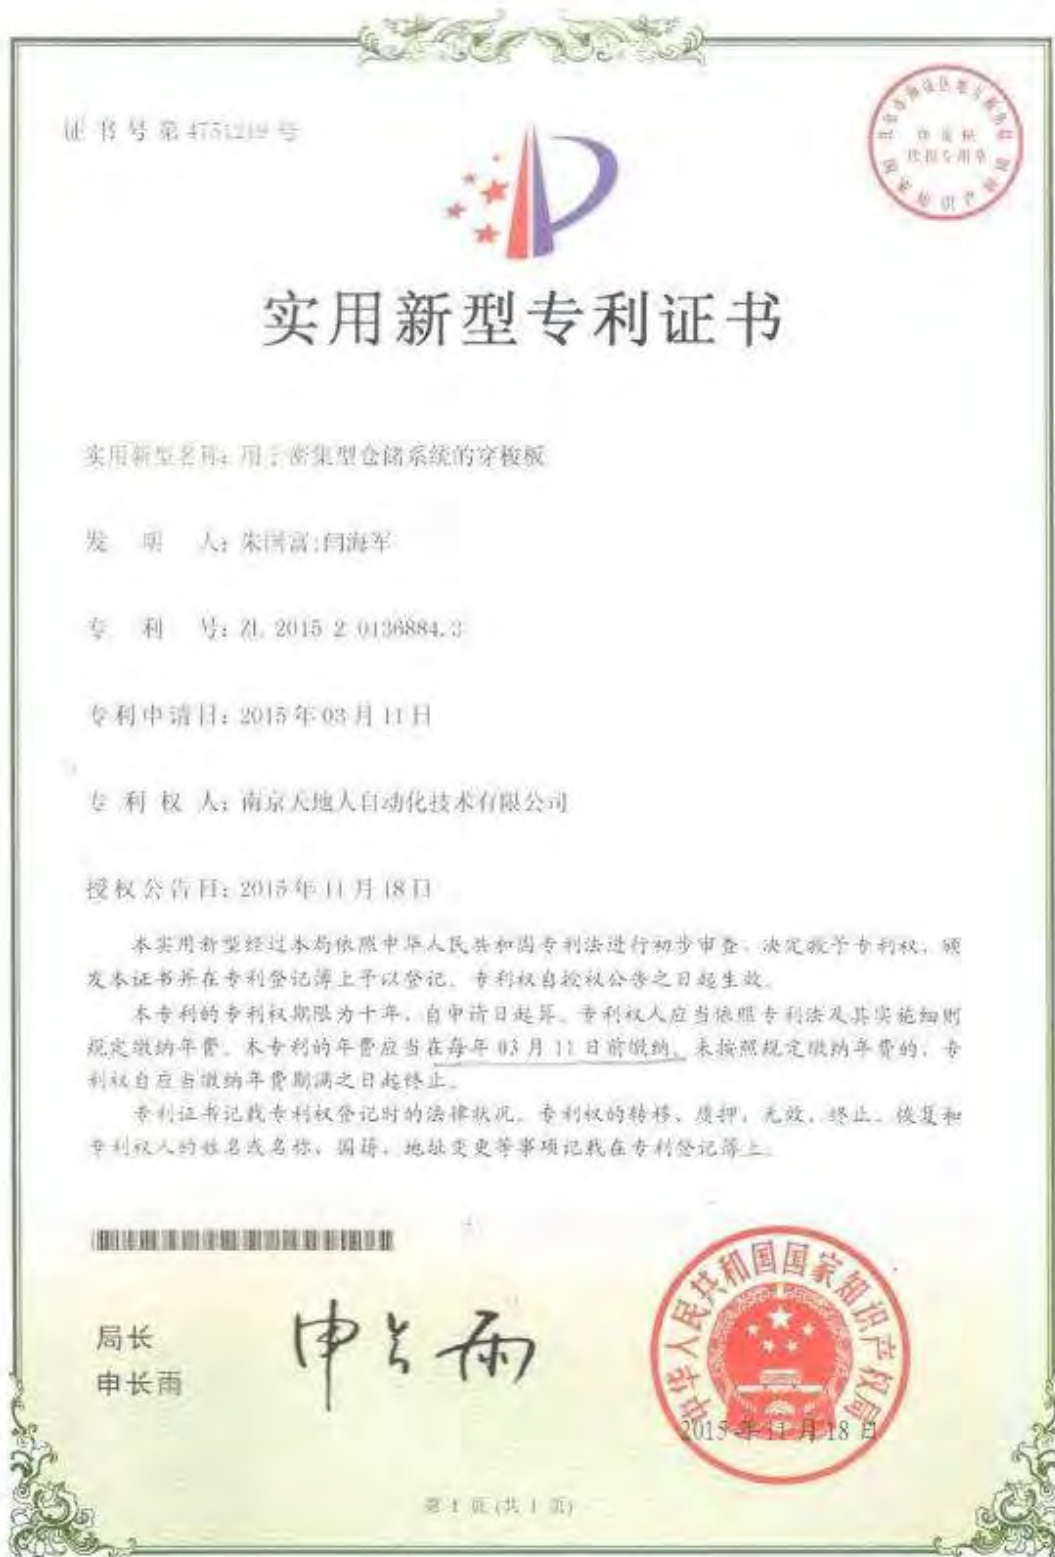 证书号第4751219号
印花税
代扣专用章
实用新型专利证书
实用新型名称：用于密集型仓储系统的穿梭板
发 明 人：朱国富;闫海军
专 利 号：ZL 2015 2 0136884.3
专利申请日：2015年03月11日
专 利 权 人：南京天地人自动化技术有限公司
授权公告日：2015年11月18日
本实用新型经过本局依照中华人民共和国专利法进行初步审查，决定授予专利权，颁
发本证书并在专利登记簿上予以登记。专利权自授权公告之日起生效。
本专利的专利权期限为十年，自申请日起算。专利权人应当依照专利法及其实施细则
规定缴纳年费。本专利的年费应当在每年03月11日前缴纳。未按照规定缴纳年费的，专
利权自应当缴纳年费期满之日起终止。
专利证书记载专利权登记时的法律状况。专利权的转移、质押、无效、终止、恢复和
专利权人的姓名或名称、国籍、地址变更等事项记载在专利登记簿上。
局长
申长雨
申长雨
中华人民共和国国家知识产权局
2015年11月18日
第1页(共1页)